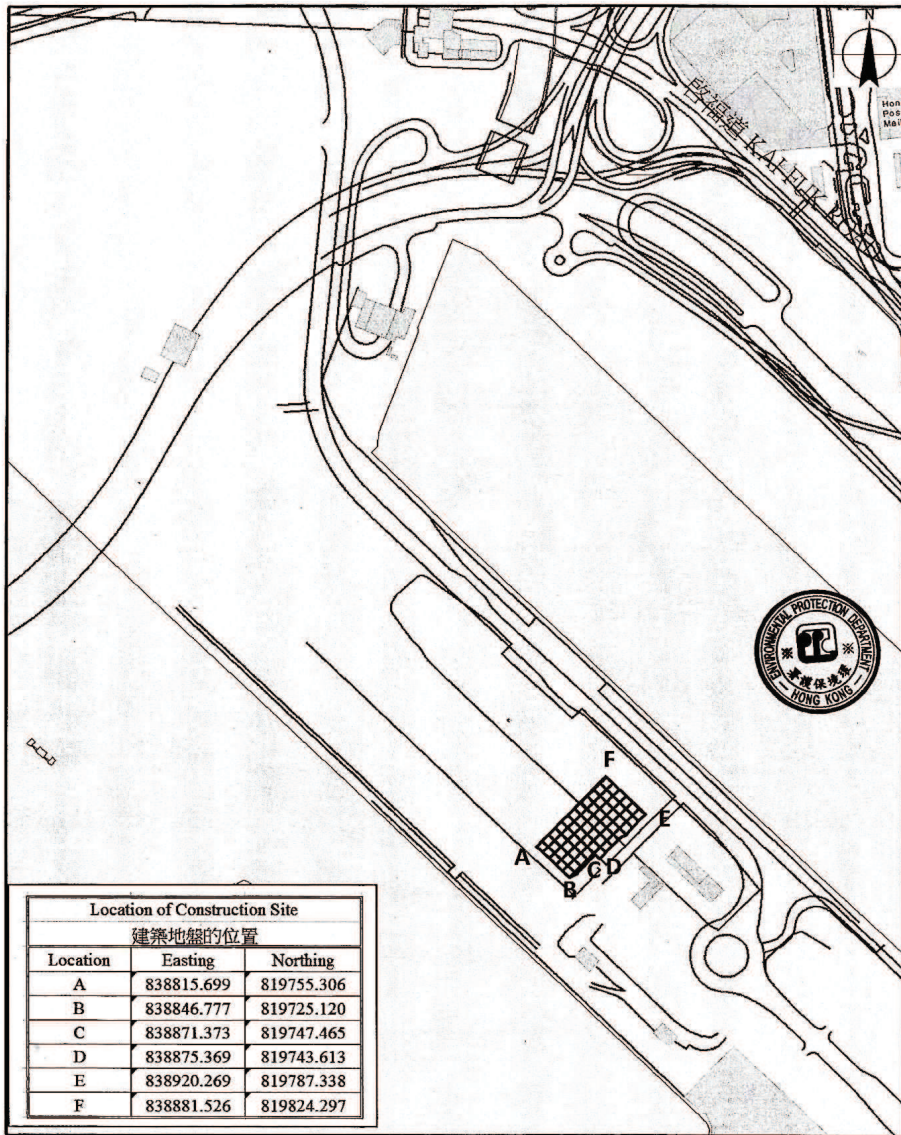 N
Hon
Pos
Mai
啓福道 KAI FUK ROAD
ENVIRONMENTAL PROTECTION DEPARTMENT
環境保護署
HONG KONG
F
E
A
C D
B
Location of Construction Site
建築地盤的位置
Location Easting Northing
A 838815.699 819755.306
B 838846.777 819725.120
C 838871.373 819747.465
D 838875.369 819743.613
E 838920.269 819787.338
F 838881.526 819824.297